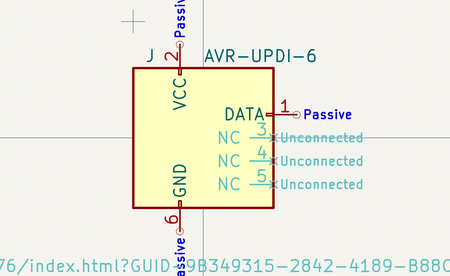 Passive
J AVR-UPDI-6
2
VCC
DATA 1 Passive
NC 3 Unconnected
NC 4 Unconnected
NC 5 Unconnected
GND
6
76/index.html?GUID-9B349315-2842-4189-B88C